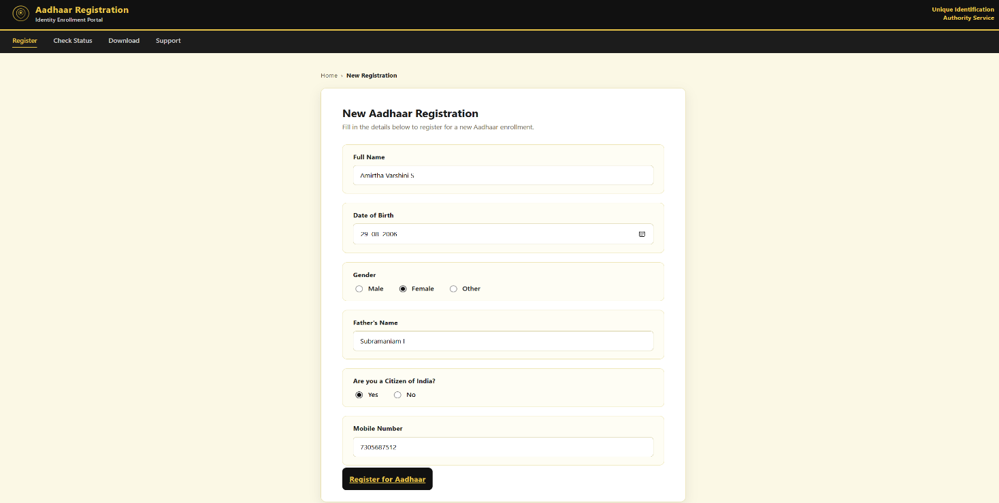 Aadhaar Registration
Identity Enrollment Portal
Unique Identification
Authority Service
Register
Check Status
Download
Support
Home › New Registration
New Aadhaar Registration
Fill in the details below to register for a new Aadhaar enrollment.
Full Name
Amirtha Varshini S
Date of Birth
29 08 2006
Gender
Male
Female
Other
Father's Name
Subramaniam I
Are you a Citizen of India?
Yes
No
Mobile Number
7305687512
Register for Aadhaar